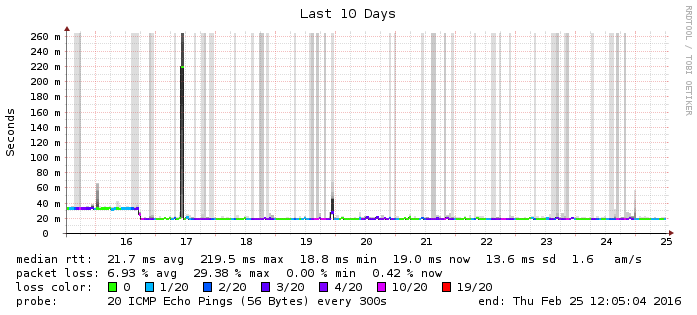 Last 10 Days
RRDTOOL / TOBI OETIKER
Seconds
260 m
240 m
220 m
200 m
180 m
160 m
140 m
120 m
100 m
80 m
60 m
40 m
20 m
0
16 17 18 19 20 21 22 23 24 25
median rtt: 21.7 ms avg 219.5 ms max 18.8 ms min 19.0 ms now 13.6 ms sd 1.6 am/s
packet loss: 6.93 % avg 29.38 % max 0.00 % min 0.42 % now
loss color: 0 1/20 2/20 3/20 4/20 10/20 19/20
probe: 20 ICMP Echo Pings (56 Bytes) every 300s end: Thu Feb 25 12:05:04 2016